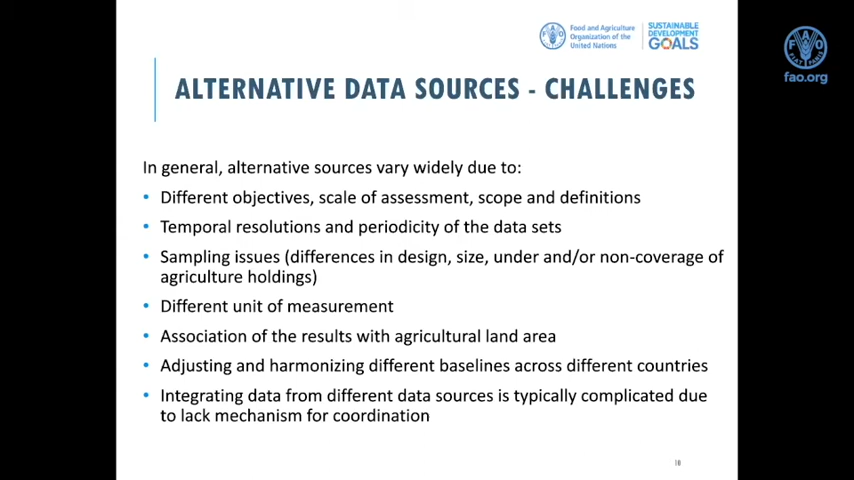 Food and Agriculture
Organization of the
United Nations
SUSTAINABLE
DEVELOPMENT
GOALS
FAO
FIAT PANIS
fao.org
ALTERNATIVE DATA SOURCES - CHALLENGES
In general, alternative sources vary widely due to:
• Different objectives, scale of assessment, scope and definitions
• Temporal resolutions and periodicity of the data sets
• Sampling issues (differences in design, size, under and/or non-coverage of
agriculture holdings)
• Different unit of measurement
• Association of the results with agricultural land area
• Adjusting and harmonizing different baselines across different countries
• Integrating data from different data sources is typically complicated due
to lack mechanism for coordination
10